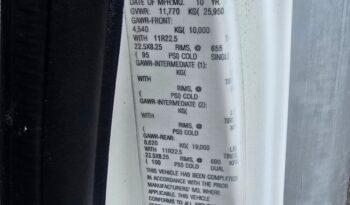 DATE OF MFR:MO. 10 YR.
GVWR: 11,770 KG( 25,950
GAWR-FRONT:
4,540 KG( 10,000
WITH 11R22.5
22.5X8.25 RIMS, @ 655
( 95 PSI) COLD SINGL
GAWR-INTERMEDIATE (1):
KG(
WITH
RIMS, @
( PSI) COLD
GAWR-INTERMEDIATE (2):
KG(
WITH
RIMS, @
( PSI) COLD
GAWR-REAR:
8,620 KG( 19,000
WITH 11R22.5
22.5X8.25 RIMS, @ 690
( 100 PSI) COLD DUAL
THIS VEHICLE HAS BEEN COMPLETED
IN ACCORDANCE WITH THE PRIOR
MANUFACTURERS' MO. WHERE
APPLICABLE. THIS VEHICLE
CONFORMS TO ALL